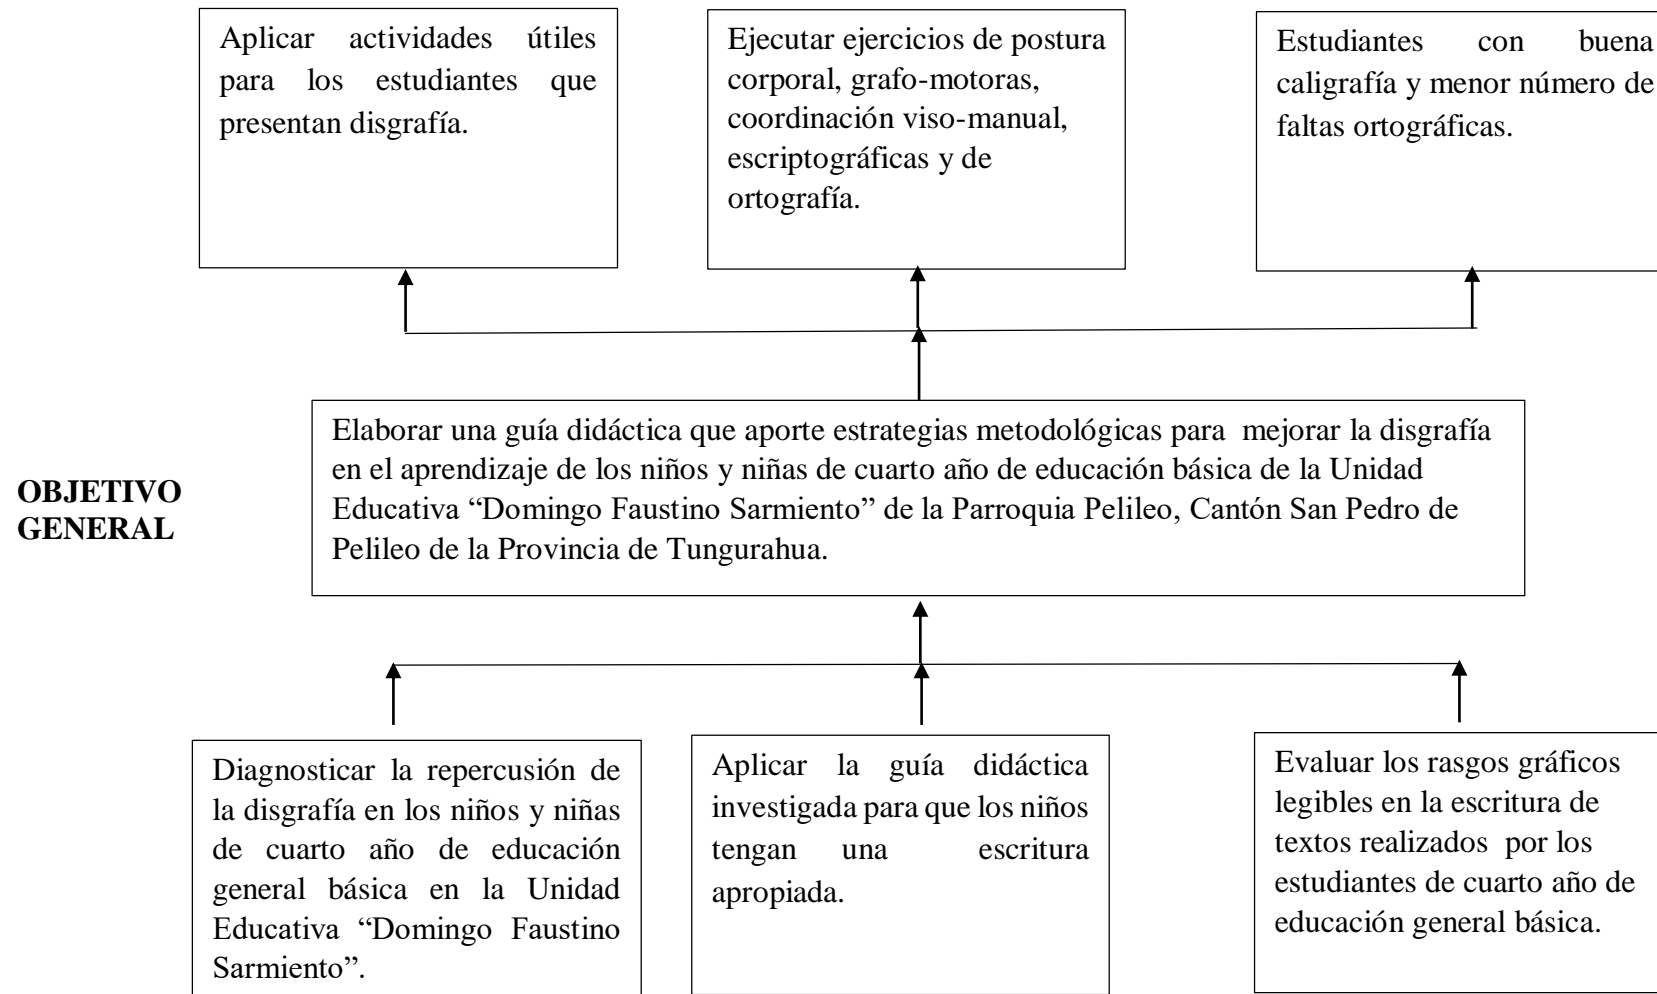 Aplicar actividades útiles
para los estudiantes que
presentan disgrafía.
Ejecutar ejercicios de postura
corporal, grafo-motoras,
coordinación viso-manual,
escriptográficas y de
ortografía.
Estudiantes con buena
caligrafía y menor número de
faltas ortográficas.
OBJETIVO
GENERAL
Elaborar una guía didáctica que aporte estrategias metodológicas para mejorar la disgrafía
en el aprendizaje de los niños y niñas de cuarto año de educación básica de la Unidad
Educativa “Domingo Faustino Sarmiento” de la Parroquia Pelileo, Cantón San Pedro de
Pelileo de la Provincia de Tungurahua.
Diagnosticar la repercusión de
la disgrafía en los niños y niñas
de cuarto año de educación
general básica en la Unidad
Educativa “Domingo Faustino
Sarmiento”.
Aplicar la guía didáctica
investigada para que los niños
tengan una escritura
apropiada.
Evaluar los rasgos gráficos
legibles en la escritura de
textos realizados por los
estudiantes de cuarto año de
educación general básica.